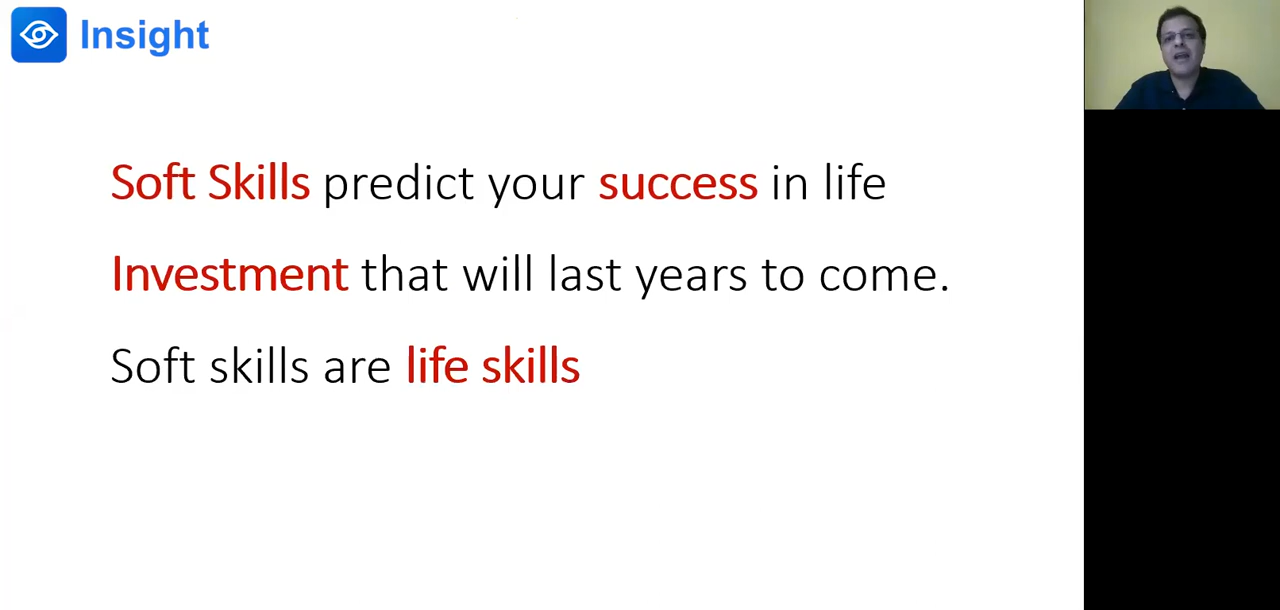 Insight
Soft Skills predict your success in life
Investment that will last years to come.
Soft skills are life skills